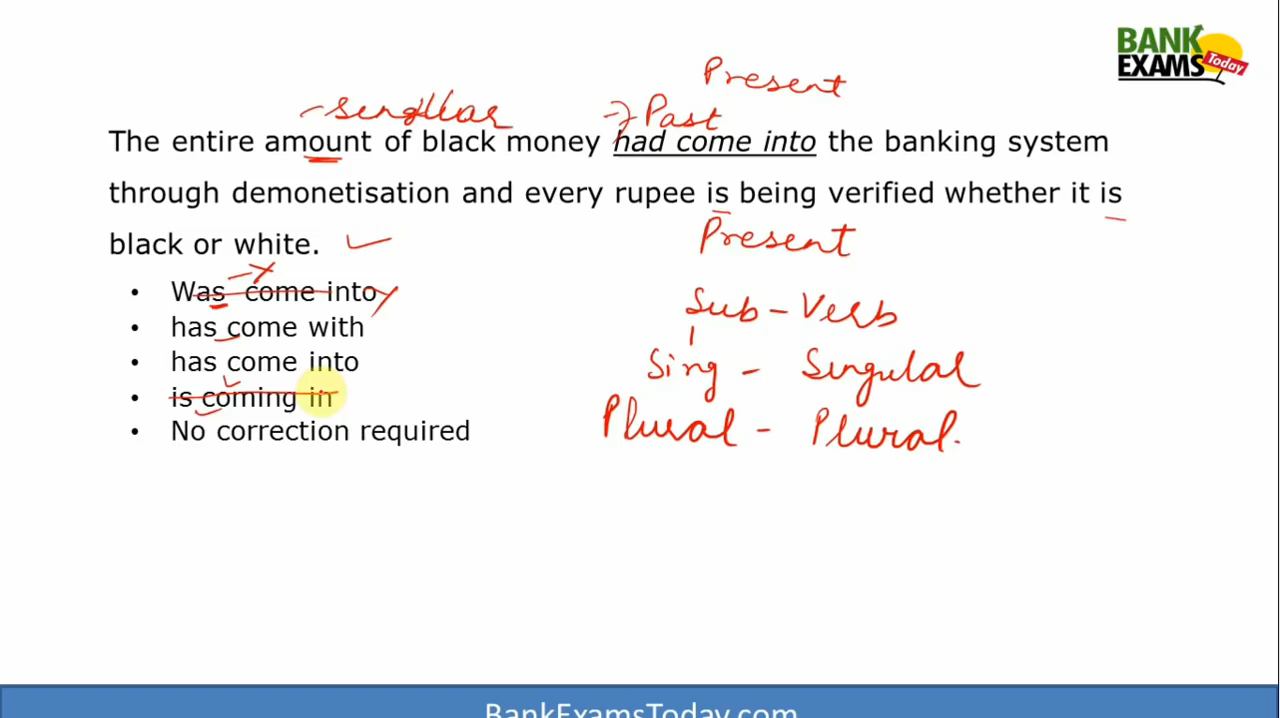 BANK
EXAMS Today
Present
Past
The entire amount of black money had come into the banking system
through demonetisation and every rupee is being verified whether it is
black or white.
Present
• Was come into
• has come with
• has come into
• is coming in
• No correction required
Sub - Verb
Sing - Singular
Plural - Plural.
BankExamsToday.com